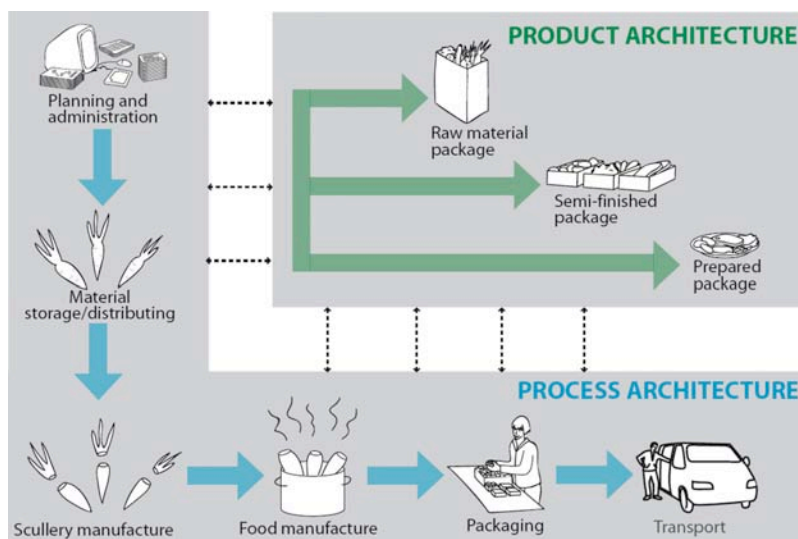 PRODUCT ARCHITECTURE
Planning and
administration
Raw material
package
Semi-finished
package
Prepared
package
Material
storage/distributing
PROCESS ARCHITECTURE
Scullery manufacture
Food manufacture
Packaging
Transport